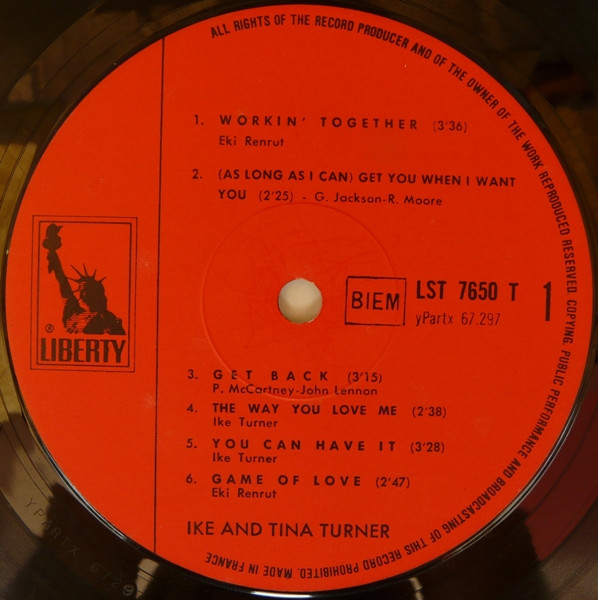 ALL RIGHTS OF THE RECORD PRODUCER AND OF THE OWNER OF THE WORK REPRODUCED RESERVED. COPYING, PUBLIC PERFORMANCE AND BROADCASTING OF THIS RECORD PROHIBITED. MADE IN FRANCE
1. WORKIN' TOGETHER (3'36)
Eki Renrut
2. (AS LONG AS I CAN) GET YOU WHEN I WANT
YOU (2'25) - G. Jackson-R. Moore
® LIBERTY
BIEM
LST 7650 T
yPartx 67.297
1
3. GET BACK (3'15)
P. McCartney-John Lennon
4. THE WAY YOU LOVE ME (2'38)
Ike Turner
5. YOU CAN HAVE IT (3'28)
Ike Turner
6. GAME OF LOVE (2'47)
Eki Renrut
IKE AND TINA TURNER
YPARTX 6729